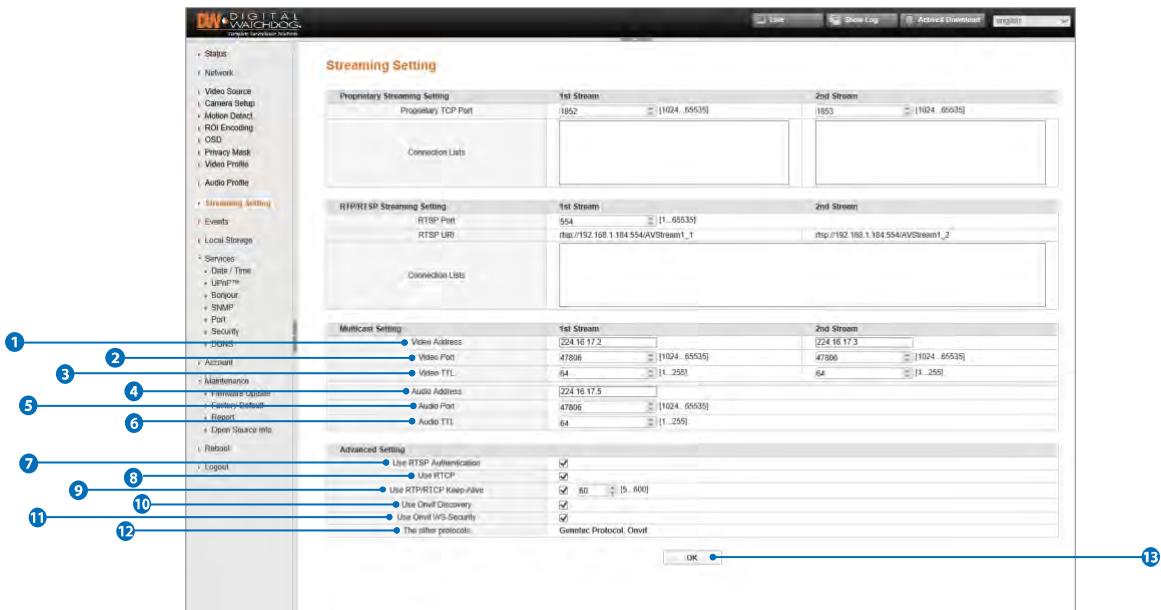 DW DIGITAL WATCHDOG.
Complete Surveillance Solutions
Live Show Log ActiveX Download english
Status
Network
Video Source
Camera Setup
Motion Detect
ROI Encoding
OSD
Privacy Mask
Video Profile
Audio Profile
Streaming Setting
Events
Local Storage
Services
Date / Time
UPnP™
Bonjour
SNMP
Port
Security
DDNS
Account
Maintenance
Firmware Update
Factory Default
Report
Open Source Info
Reboot
Logout
Streaming Setting
Proprietary Streaming Setting 1st Stream 2nd Stream
Proprietary TCP Port 1852 [1024...65535] 1853 [1024...65535]
Connection Lists
RTP/RTSP Streaming Setting 1st Stream 2nd Stream
RTSP Port 554 [1...65535]
RTSP URI rtsp://192.168.1.184:554/AVStream1_1 rtsp://192.168.1.184:554/AVStream1_2
Connection Lists
Multicast Setting 1st Stream 2nd Stream
1 Video Address 224.16.17.2 224.16.17.3
2 Video Port 47806 [1024...65535] 47806 [1024...65535]
3 Video TTL 64 [1...255] 64 [1...255]
4 Audio Address 224.16.17.5
5 Audio Port 47806 [1024...65535]
6 Audio TTL 64 [1...255]
Advanced Setting
7 Use RTSP Authentication
8 Use RTCP
9 Use RTP/RTCP Keep-Alive 60 [5...600]
10 Use Onvif Discovery
11 Use Onvif WS-Security
12 The other protocols Genetec Protocol, Onvif
OK 13